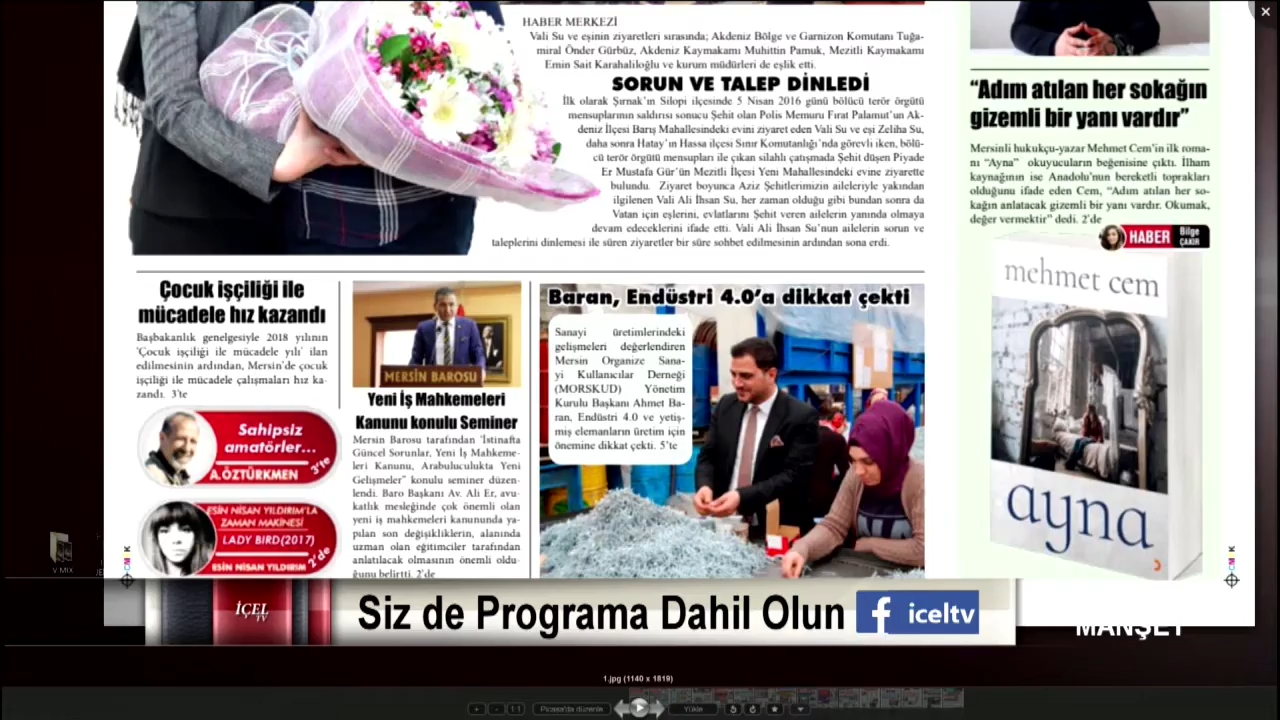 HABER MERKEZİ
Vali Su ve eşinin ziyaretleri sırasında; Akdeniz Bölge ve Garnizon Komutanı Tuğa-
miral Önder Gürbüz, Akdeniz Kaymakamı Muhittin Pamuk, Mezitli Kaymakamı
Emin Sait Karahaliloğlu ve kurum müdürleri de eşlik etti.
SORUN VE TALEP DİNLEDİ
İlk olarak Şırnak'ın Silopi ilçesinde 5 Nisan 2016 günü bölücü terör örgütü
mensuplarının saldırısı sonucu Şehit olan Polis Memuru Fırat Palamut'un Ak-
deniz İlçesi Barış Mahallesindeki evini ziyaret eden Vali Su ve eşi Zeliha Su,
daha sonra Hatay'ın Hassa ilçesi Sınır Komutanlığı'nda görevli iken, bölü-
cü terör örgütü mensupları ile çıkan silahlı çatışmada Şehit düşen Piyade
Er Mustafa Gür'ün Mezitli İlçesi Yeni Mahallesindeki evine ziyarette
bulundu. Ziyaret boyunca Aziz Şehitlerimizin aileleriyle yakından
ilgilenen Vali Ali İhsan Su, her zaman olduğu gibi bundan sonra da
Vatan için eşlerini, evlatlarını Şehit veren ailelerin yanında olmaya
devam edeceklerini ifade etti. Vali Ali İhsan Su'nun ailelerin sorun ve
taleplerini dinlemesi ile süren ziyaretler bir süre sohbet edilmesinin ardından sona erdi.
"Adım atılan her sokağın
gizemli bir yanı vardır"
Mersinli hukukçu-yazar Mehmet Cem'in ilk roma-
nı "Ayna" okuyucuların beğenisine çıktı. İlham
kaynağının ise Anadolu'nun bereketli toprakları
olduğunu ifade eden Cem, "Adım atılan her so-
kağın anlatacak gizemli bir yanı vardır. Okumak,
değer vermektir" dedi. 2'de
HABER Bilge
ÇAKIR
mehmet cem
ayna
Çocuk işçiliği ile
mücadele hız kazandı
Başbakanlık genelgesiyle 2018 yılının
'Çocuk işçiliği ile mücadele yılı' ilan
edilmesinin ardından, Mersin'de çocuk
işçiliği ile mücadele çalışmaları hız ka-
zandı. 3'te
Sahipsiz
amatörler...
A.ÖZTÜRKMEN 3'te
ESİN NİSAN YILDIRIM'LA
ZAMAN MAKİNESİ
LADY BIRD(2017)
ESİN NİSAN YILDIRIM 2'de
MERSİN BAROSU
Yeni İş Mahkemeleri
Kanunu konulu Seminer
Mersin Barosu tarafından 'İstinafta
Güncel Sorunlar, Yeni İş Mahkeme-
leri Kanunu, Arabuluculukta Yeni
Gelişmeler" konulu seminer düzen-
lendi. Baro Başkanı Av. Ali Er, avu-
katlık mesleğinde çok önemli olan
yeni iş mahkemeleri kanununda ya-
pılan son değişikliklerin, alanında
uzman olan eğitimciler tarafından
anlatılacak olmasının önemli oldu-
ğunu belirtti. 2'de
Baran, Endüstri 4.0'a dikkat çekti
Sanayi üretimlerindeki
gelişmeleri değerlendiren
Mersin Organize Sana-
yi Kullanıcılar Derneği
(MORSKUD) Yönetim
Kurulu Başkanı Ahmet Ba-
ran, Endüstri 4.0 ve yetiş-
miş elemanların üretim için
önemine dikkat çekti. 5'te
V MIX
CM K
CM K
İÇEL
TV
Siz de Programa Dahil Olun
f iceltv
MANŞET
1.jpg (1140 x 1819)
1:1
Picasa'da düzenle
Yükle